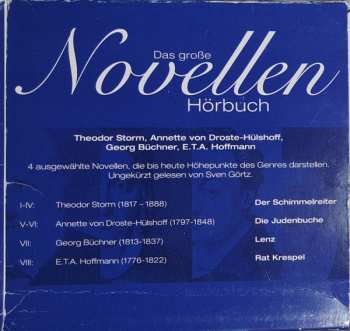 Das große
Novellen
Hörbuch
Theodor Storm, Annette von Droste-Hülshoff,
Georg Büchner, E.T.A. Hoffmann
4 ausgewählte Novellen, die bis heute Höhepunkte des Genres darstellen.
Ungekürzt gelesen von Sven Görtz.
I-IV: Theodor Storm (1817 - 1888) Der Schimmelreiter
V-VI: Annette von Droste-Hülshoff (1797-1848) Die Judenbuche
VII: Georg Büchner (1813-1837) Lenz
VIII: E.T.A. Hoffmann (1776-1822) Rat Krespel